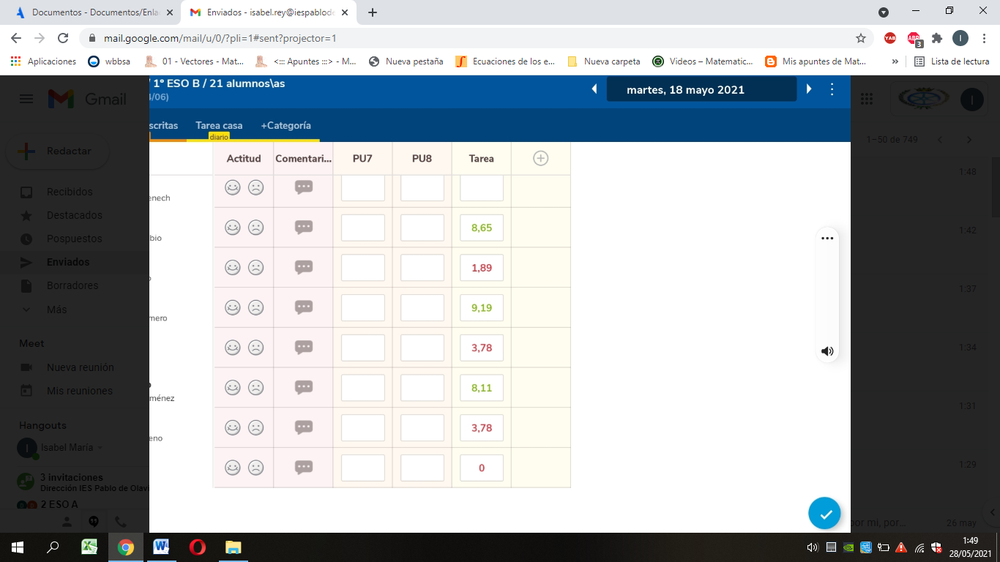 Documentos - Documentos/Enla
Enviados - isabel.rey@iespablode
mail.google.com/mail/u/0/?pli=1#sent?projector=1
YAB
ABP
3
I
Aplicaciones
wbbsa
01 - Vectores - Mat...
<::: Apuntes :::> - M...
Nueva pestaña
Ecuaciones de los e...
Nueva carpeta
Videos – Matematic...
Mis apuntes de Mat...
»
Lista de lectura
Gmail
/ 1º ESO B / 21 alumnos\as
4/06)
martes, 18 mayo 2021
I
scritas
Tarea casa
+Categoría
diario
1–50 de 749
Redactar
Actitud
Comentari...
PU7
PU8
Tarea
1:48
Recibidos
enech
Destacados
Pospuestos
bio
8,65
1:42
Enviados
o
1,89
Borradores
1:37
Más
mero
9,19
Meet
3,78
1:34
Nueva reunión
Mis reuniones
o
ménez
8,11
1:31
Hangouts
I
Isabel María
eno
3,78
3 invitaciones
Dirección IES Pablo de Olavi
0
1:29
2 ESO A
por mi, por...
26 may
1:49
28/05/2021